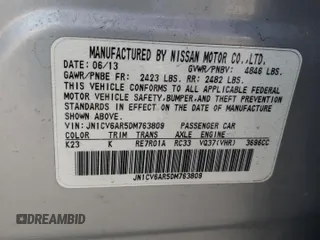 MANUFACTURED BY NISSAN MOTOR CO.,LTD.
DATE: 06/13 GVWR/PNBV: 4846 LBS.
GAWR/PNBE FR: 2423 LBS. RR: 2482 LBS.
THIS VEHICLE CONFORMS TO ALL APPLICABLE FEDERAL
MOTOR VEHICLE SAFETY,BUMPER,AND THEFT PREVENTION
STANDARDS IN EFFECT ON THE DATE OF MANUFACTURE
SHOWN ABOVE.
VIN: JN1CV6AR5DM763809 PASSENGER CAR
COLOR TRIM TRANS AXLE ENGINE
K23 K RE7R01A RC33 VQ37(VHR) 3696CC
DREAMBID